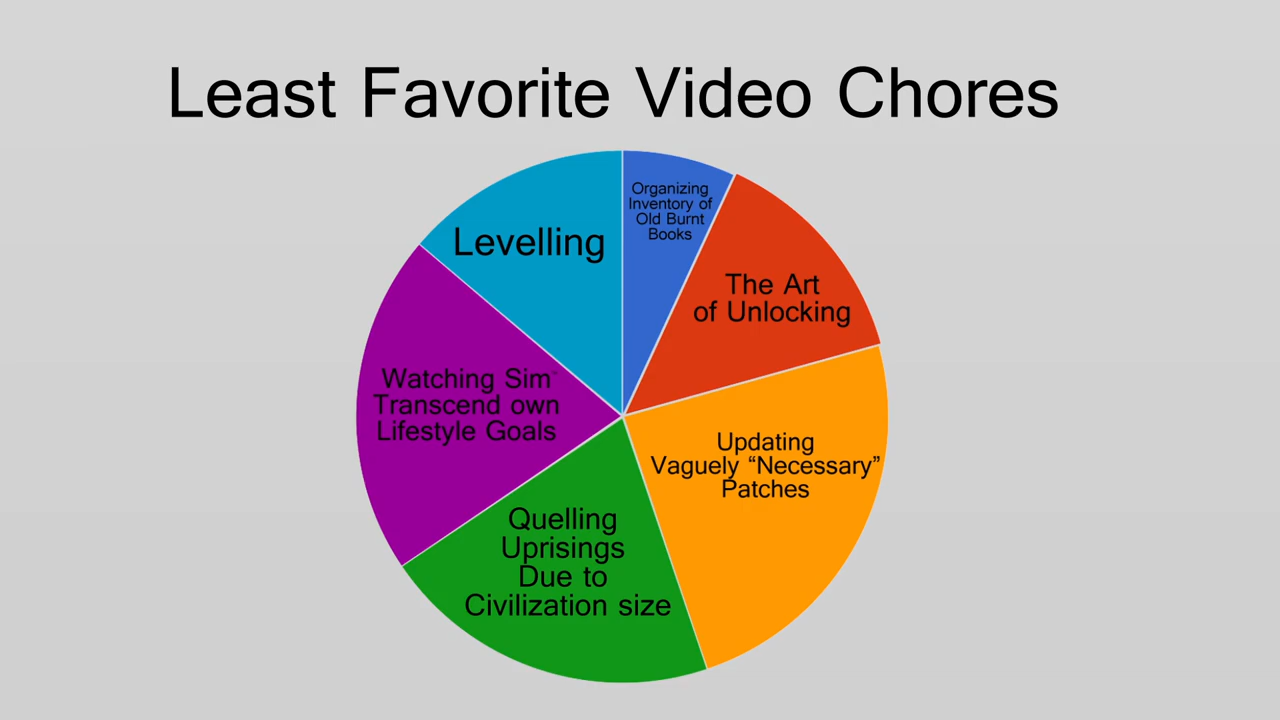 Least Favorite Video Chores
Organizing
Inventory of
Old Burnt
Books
The Art
of Unlocking
Updating
Vaguely “Necessary”
Patches
Quelling
Uprisings
Due to
Civilization size
Watching Sim
Transcend own
Lifestyle Goals
Levelling